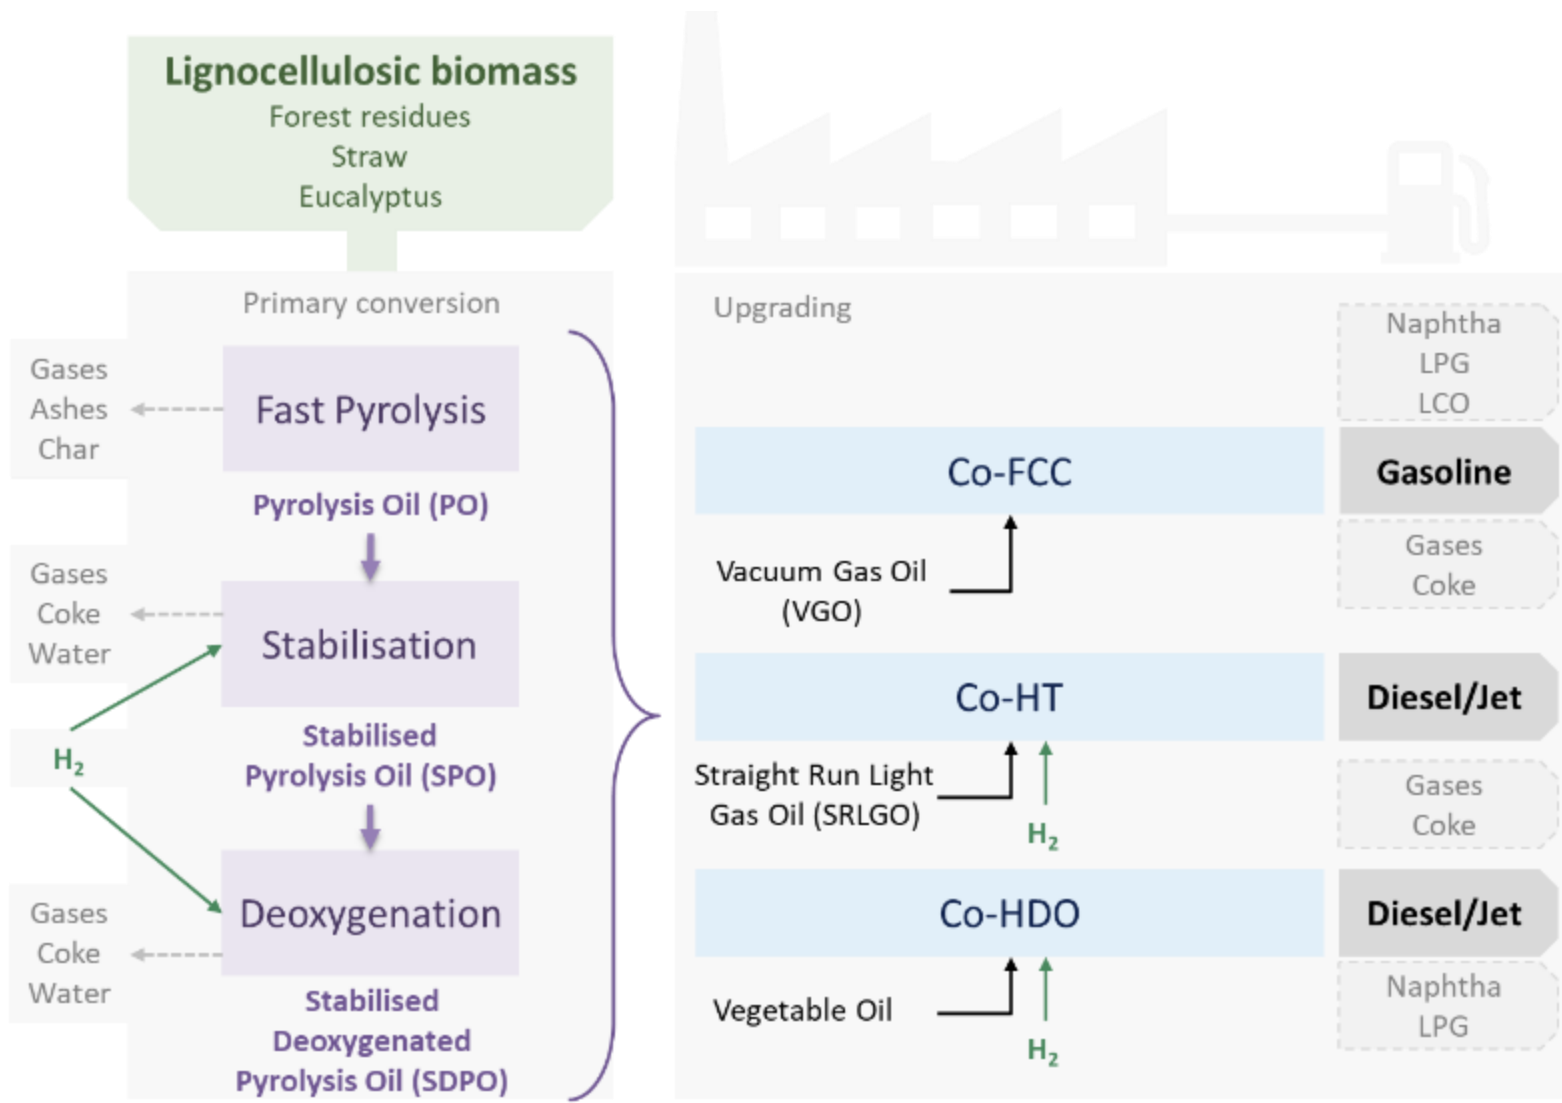 Lignocellulosic biomass
Forest residues
Straw
Eucalyptus
Primary conversion
Gases
Ashes
Char
Fast Pyrolysis
Pyrolysis Oil (PO)
Gases
Coke
Water
Stabilisation
Stabilised
Pyrolysis Oil (SPO)
H₂
Deoxygenation
Gases
Coke
Water
Stabilised
Deoxygenated
Pyrolysis Oil (SDPO)
Upgrading
Naphtha
LPG
LCO
Co-FCC
Gasoline
Vacuum Gas Oil
(VGO)
Gases
Coke
Co-HT
Diesel/Jet
Straight Run Light
Gas Oil (SRLGO)
H₂
Gases
Coke
Co-HDO
Diesel/Jet
Vegetable Oil
H₂
Naphtha
LPG